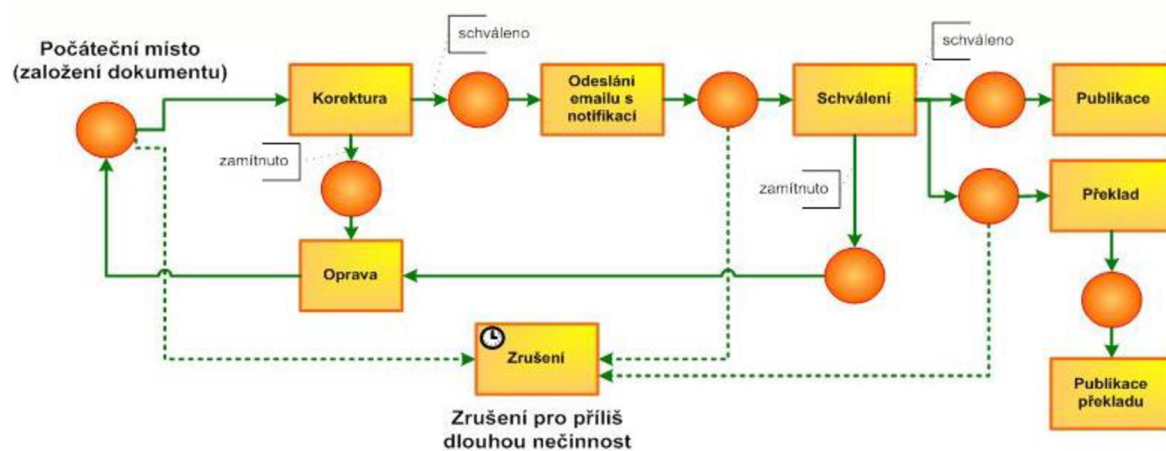 Počáteční místo
(založení dokumentu)
schváleno
schváleno
Korektura
Odeslání
emailu s
notifikací
Schválení
Publikace
zamítnuto
zamítnuto
Překlad
Oprava
Zrušení
Publikace
překladu
Zrušení pro příliš
dlouhou nečinnost